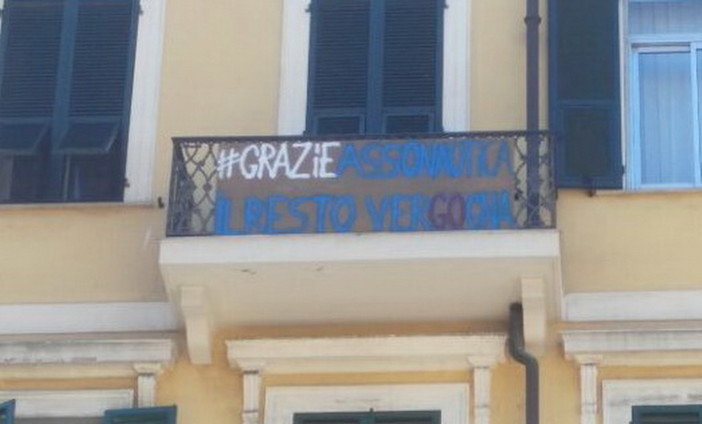 #GRAZiE ASSONAUTICA
IL RESTO VERGOGNA